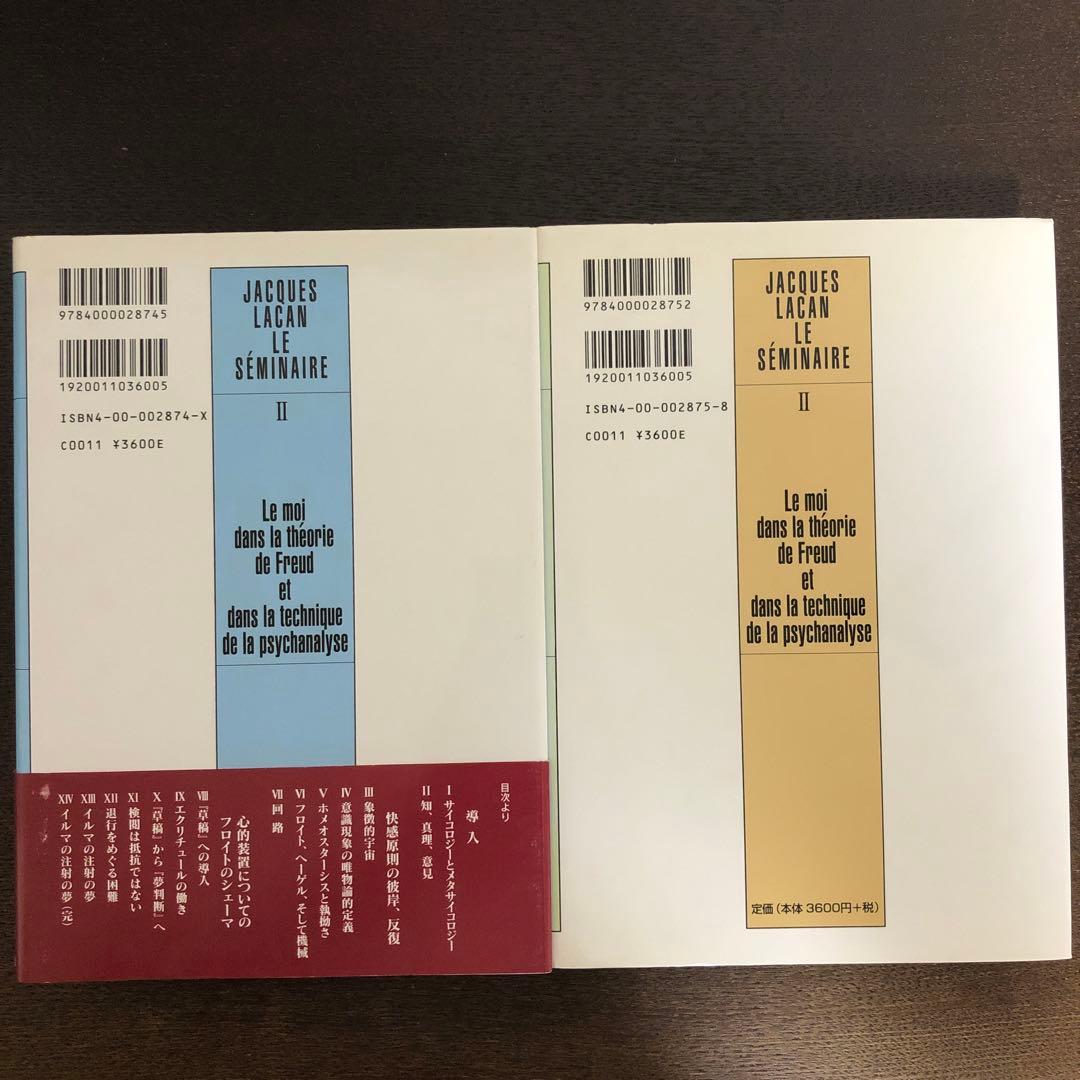 9784000028745
1920011036005
ISBN4-00-002874-X
C0011 ¥3600E
JACQUES
LACAN
LE
SÉMINAIRE
II
Le moi
dans la théorie
de Freud
et
dans la technique
de la psychanalyse
目次より
導入
I サイコロジーとメタサイコロジー
II 知、真理、意見
快感原則の彼岸、反復
III 象徴的宇宙
IV 意識現象の唯物論的定義
V ホメオスターシスと執拗さ
VI フロイト、ヘーゲル、そして機械
VII 回路
心的装置についての
フロイトのシェーマ
VIII 『草稿』への導入
IX エクリチュールの働き
X 『草稿』から『夢判断』へ
XI 検閲は抵抗ではない
XII 退行をめぐる困難
XIII イルマの注射の夢
XIV イルマの注射の夢(完)
9784000028752
1920011036005
ISBN4-00-002875-8
C0011 ¥3600E
JACQUES
LACAN
LE
SÉMINAIRE
II
Le moi
dans la théorie
de Freud
et
dans la technique
de la psychanalyse
定価(本体 3600円+税)